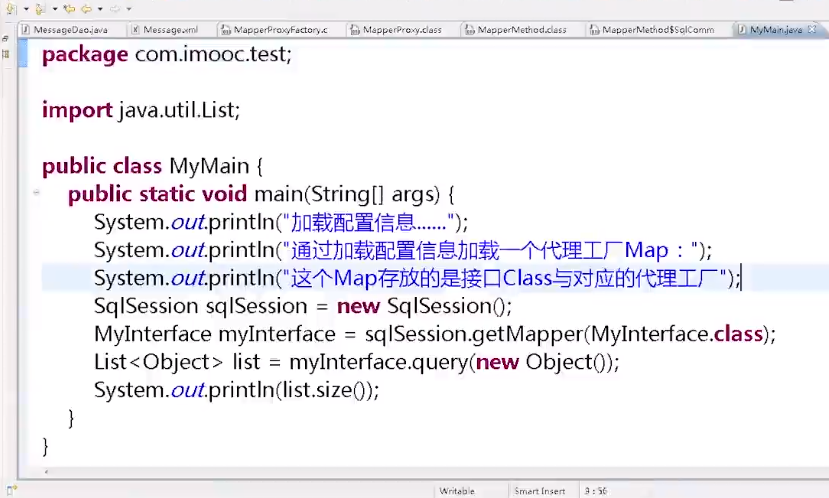 MessageDao.java Message.xml MapperProxyFactory.c MapperProxy.class MapperMethod.class MapperMethod$SqlComm MyMain.java
package com.imooc.test;
import java.util.List;
public class MyMain {
public static void main(String[] args) {
System.out.println("加载配置信息......");
System.out.println("通过加载配置信息加载一个代理工厂Map：");
System.out.println("这个Map存放的是接口Class与对应的代理工厂");
SqlSession sqlSession = new SqlSession();
MyInterface myInterface = sqlSession.getMapper(MyInterface.class);
List<Object> list = myInterface.query(new Object());
System.out.println(list.size());
}
}
Writable Smart Insert 9 : 56